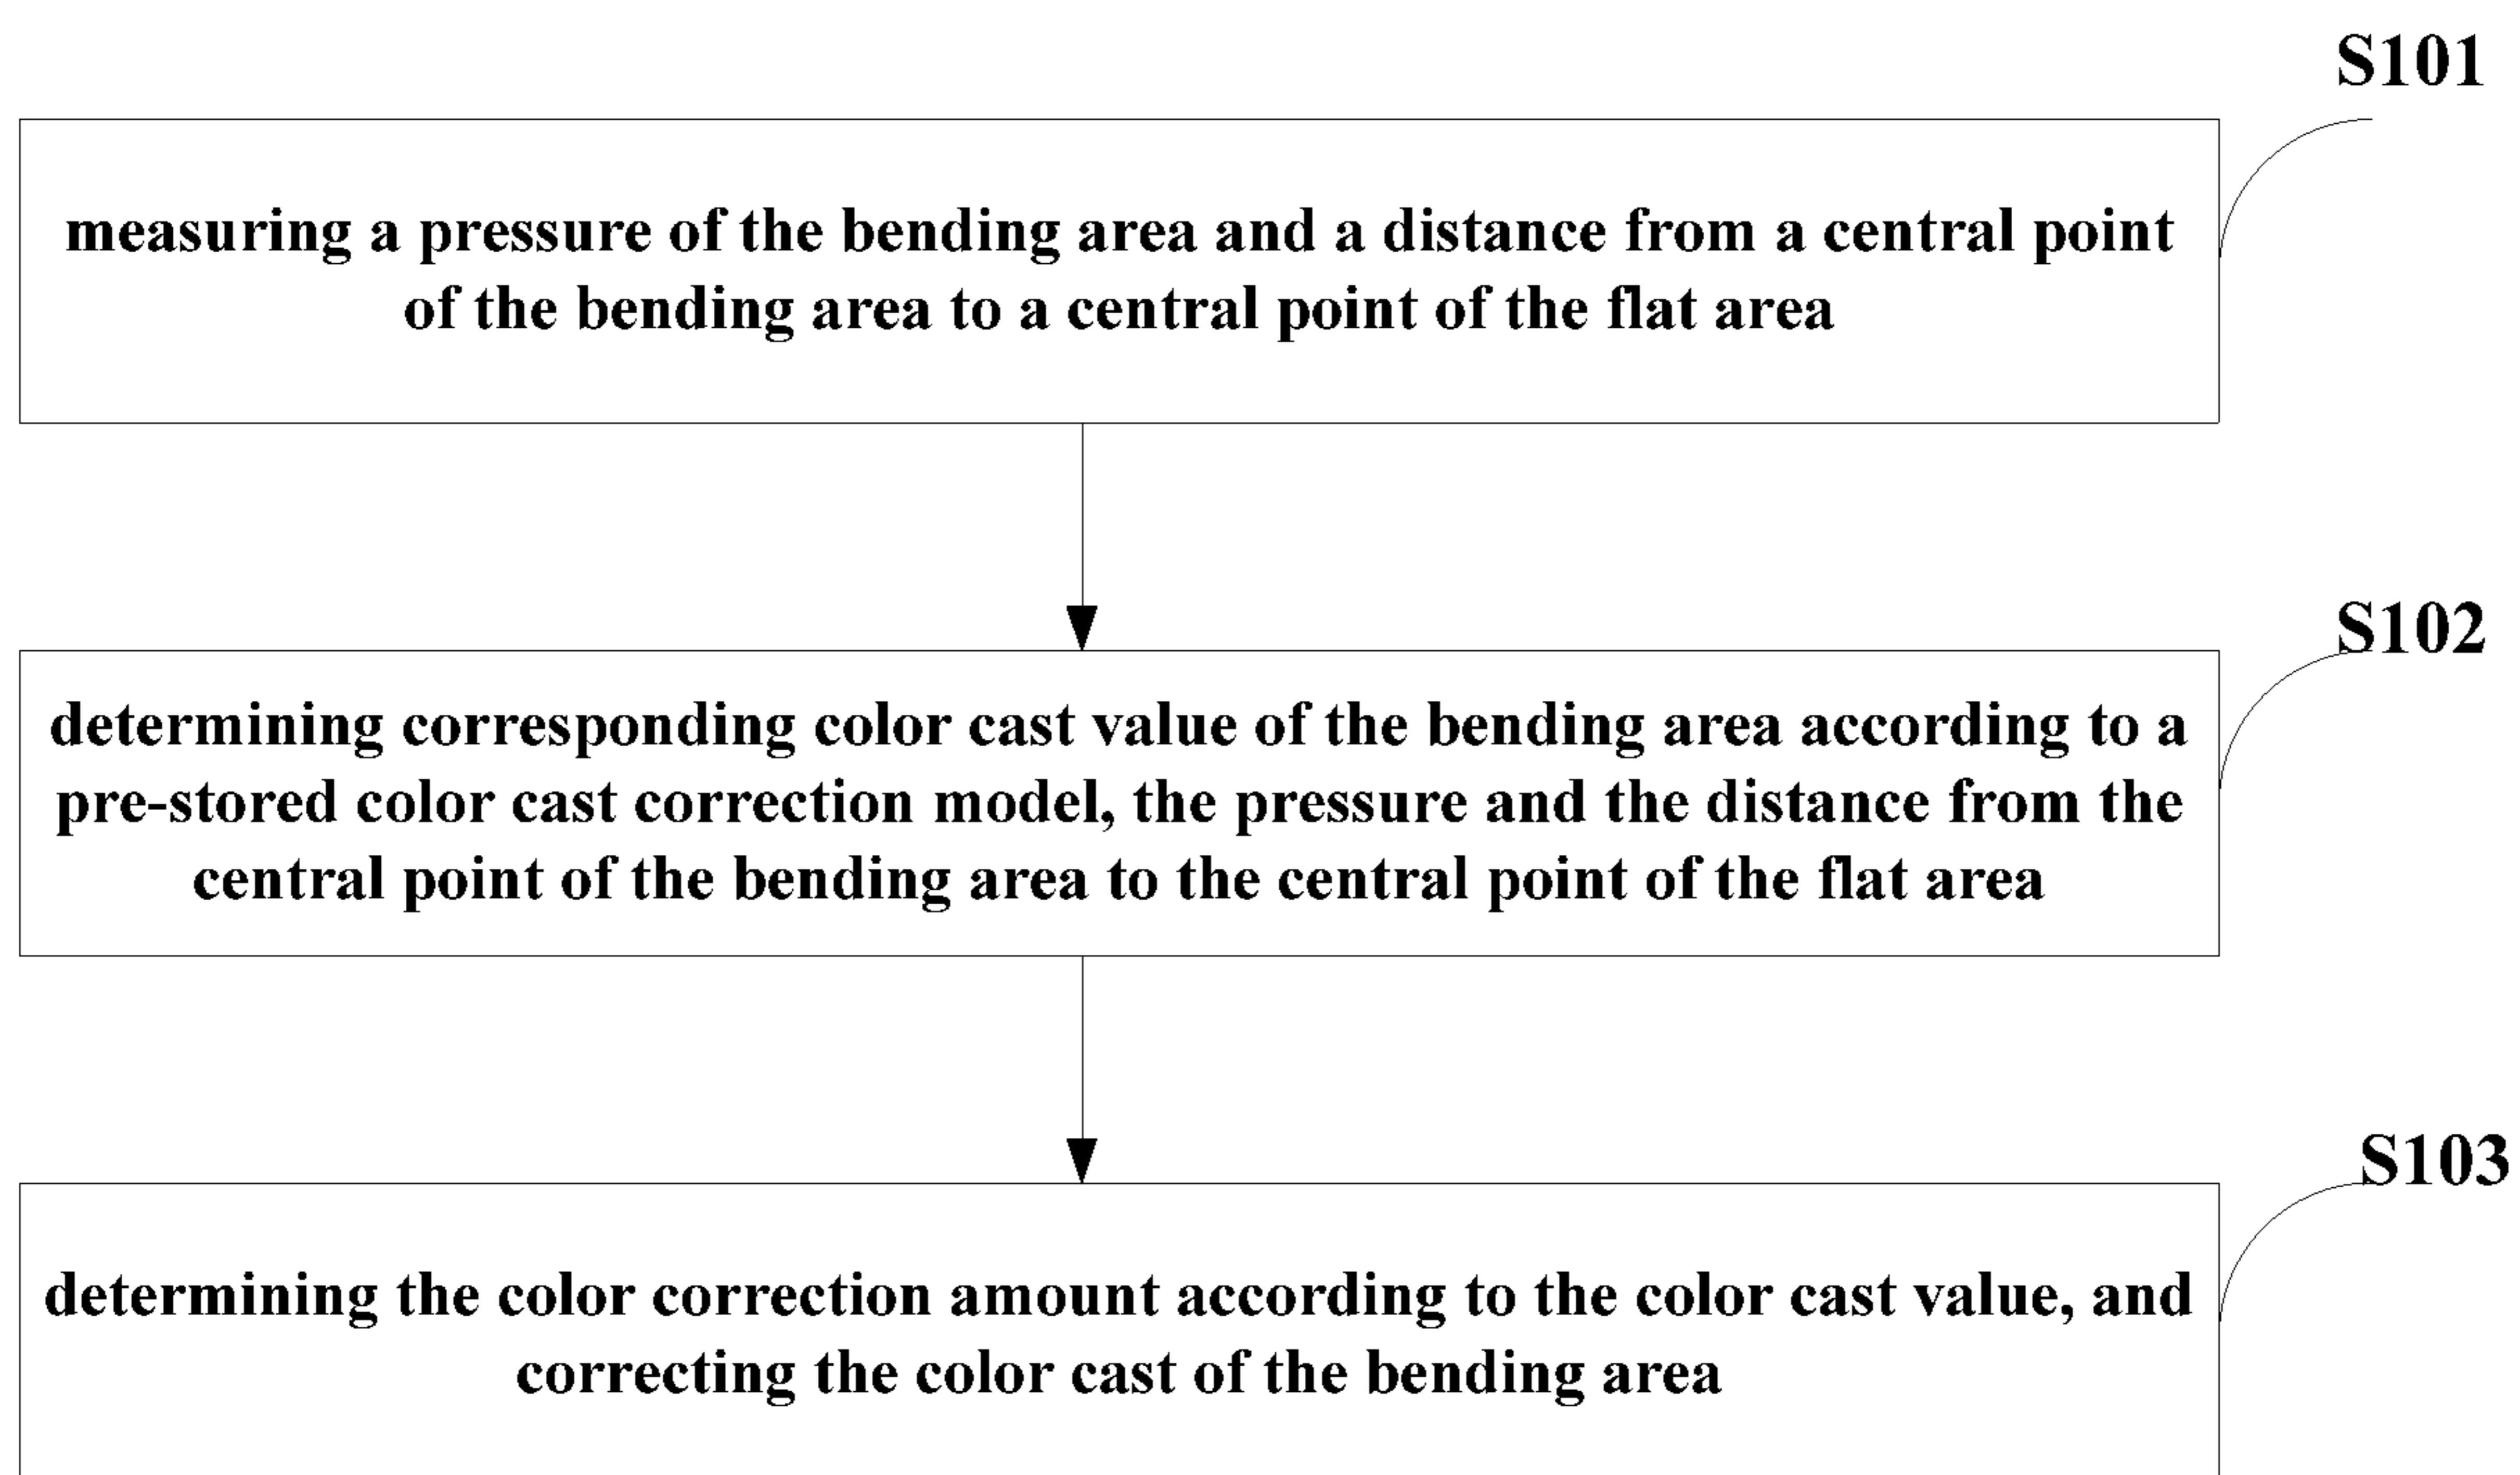 S101
measuring a pressure of the bending area and a distance from a central point
of the bending area to a central point of the flat area
S102
determining corresponding color cast value of the bending area according to a
pre-stored color cast correction model, the pressure and the distance from the
central point of the bending area to the central point of the flat area
S103
determining the color correction amount according to the color cast value, and
correcting the color cast of the bending area